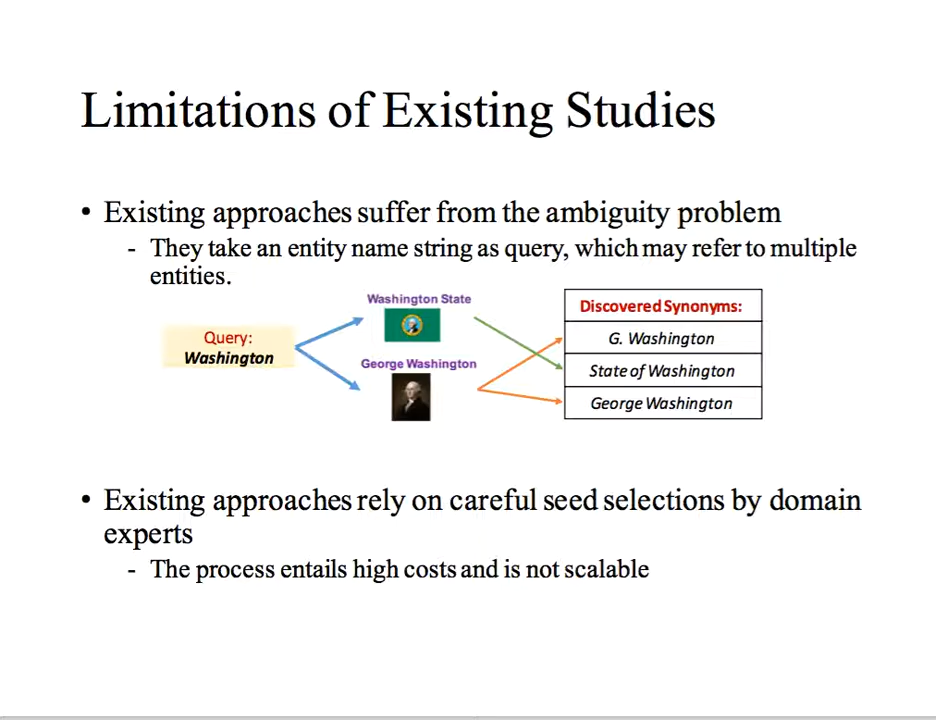 Limitations of Existing Studies
• Existing approaches suffer from the ambiguity problem
- They take an entity name string as query, which may refer to multiple
entities.
Query:
Washington
Washington State
George Washington
Discovered Synonyms:
G. Washington
State of Washington
George Washington
• Existing approaches rely on careful seed selections by domain
experts
- The process entails high costs and is not scalable